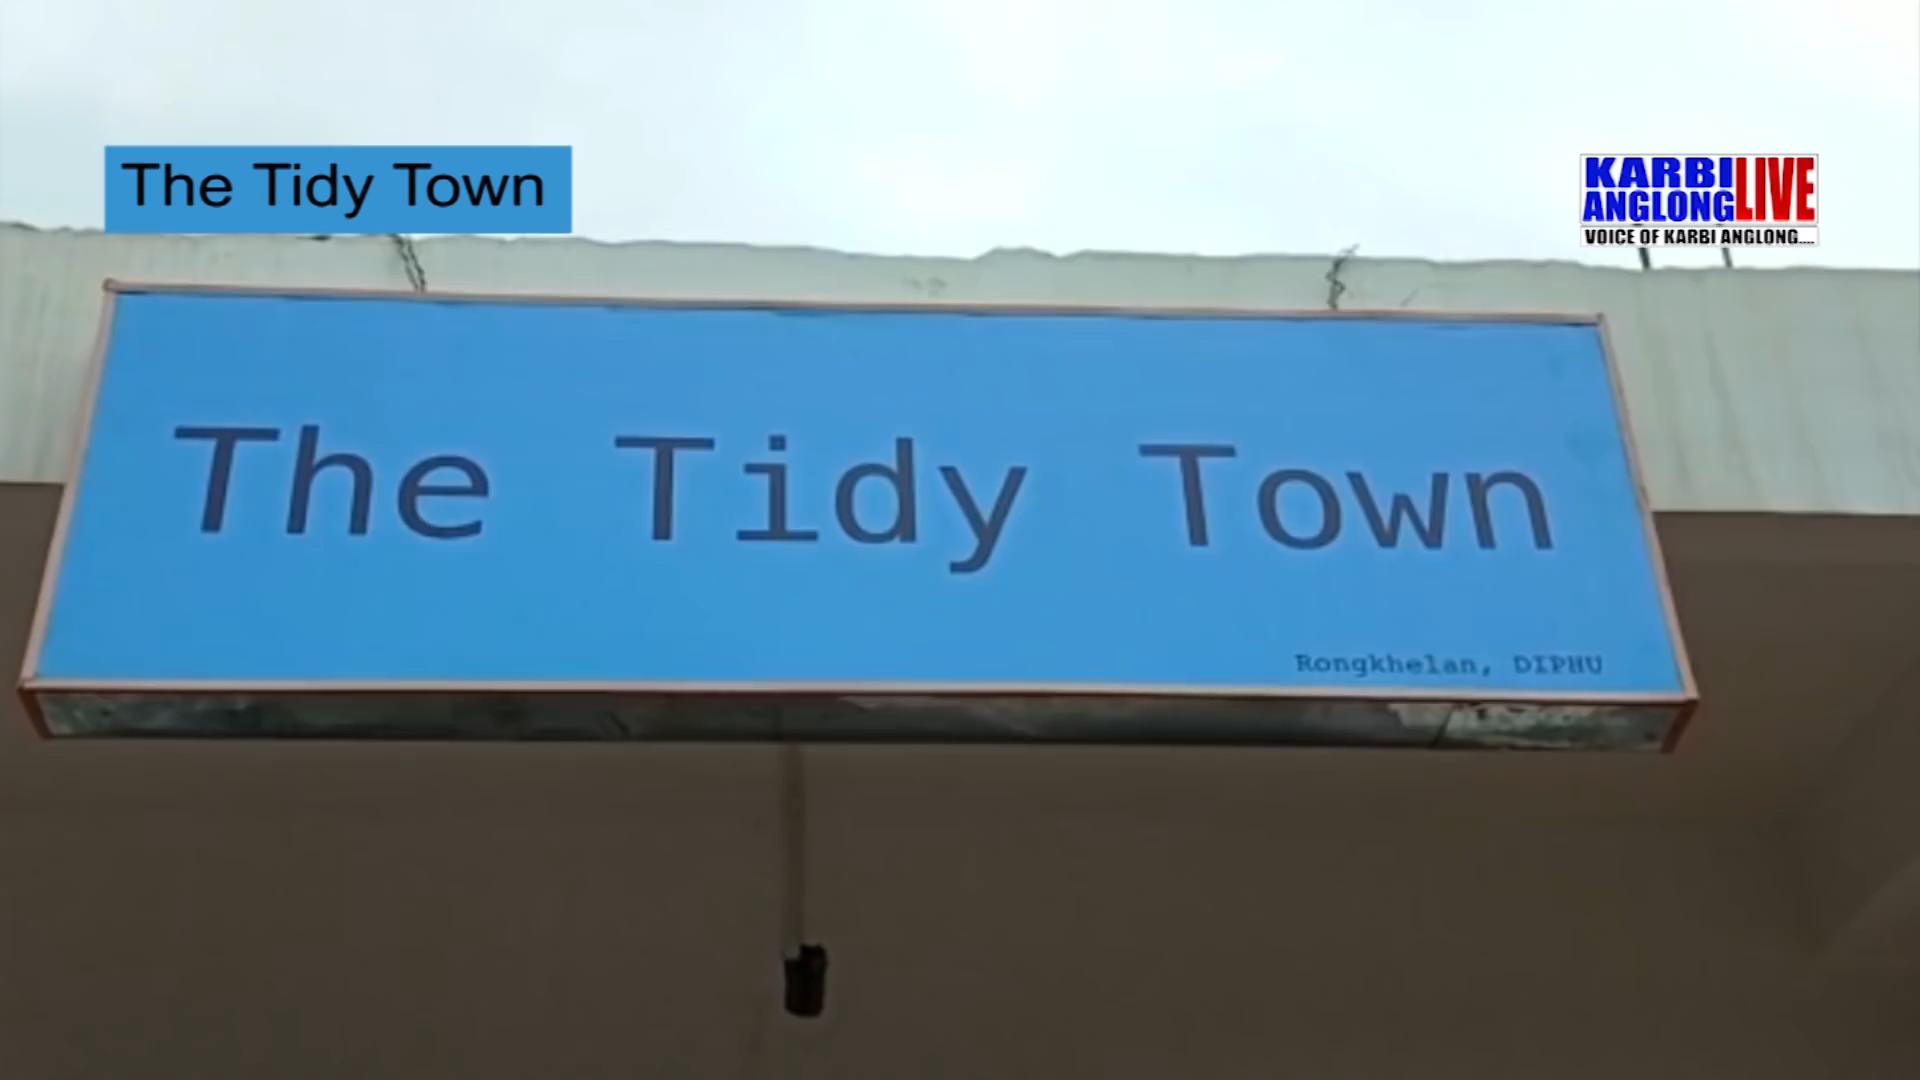 The Tidy Town
KARBI ANGLONG LIVE
VOICE OF KARBI ANGLONG....
The Tidy Town
Rongkhelan, DIPHU